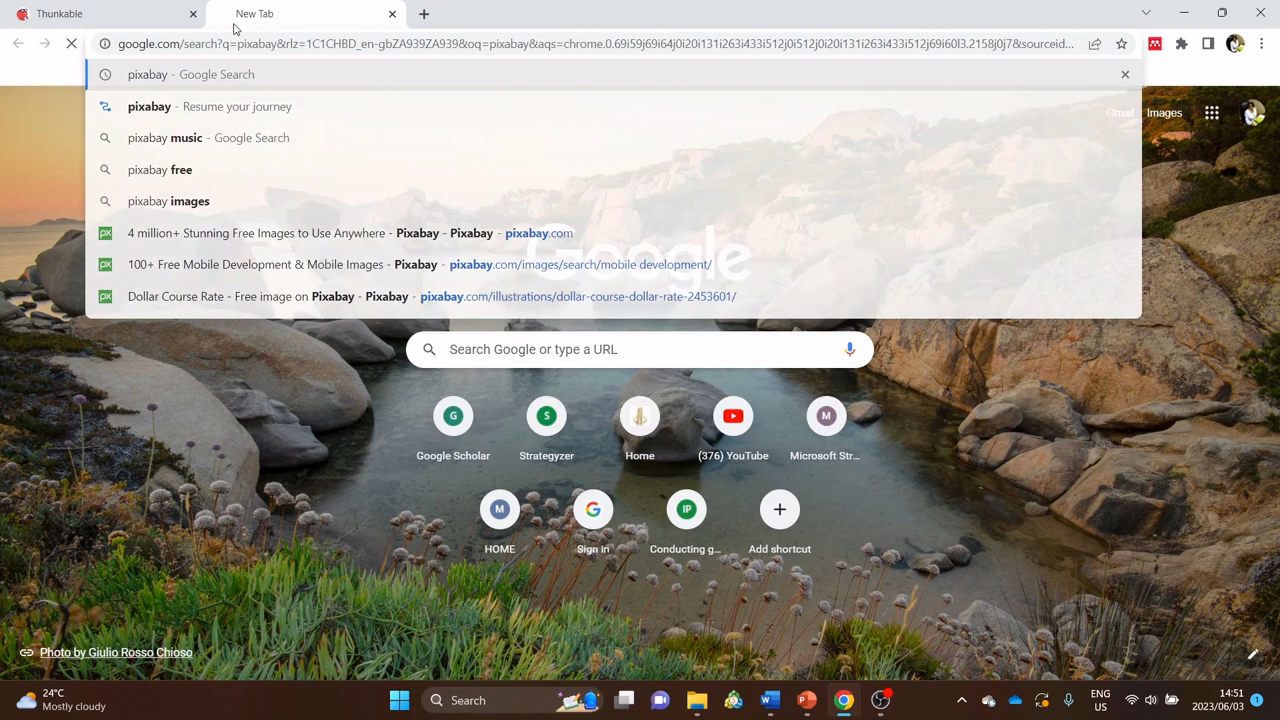 Thunkable
New Tab
google.com/search?q=pixabay&rlz=1C1CHBD_en-gbZA939ZA939&oq=pixabay&aqs=chrome.0.69i59j69i64j0i20i131i263i433i512j0i512j0i20i131i263i433i512j69i60l3.2158j0j7&sourceid...
pixabay - Google Search
pixabay - Resume your journey
pixabay music - Google Search
pixabay free
pixabay images
4 million+ Stunning Free Images to Use Anywhere - Pixabay - Pixabay - pixabay.com
100+ Free Mobile Development & Mobile Images - Pixabay - pixabay.com/images/search/mobile development/
Dollar Course Rate - Free image on Pixabay - Pixabay - pixabay.com/illustrations/dollar-course-dollar-rate-2453601/
Gmail Images
Google
Search Google or type a URL
G S M
Google Scholar Strategyzer Home (376) YouTube Microsoft Str...
M IP
HOME Sign in Conducting g... Add shortcut
Photo by Giulio Rosso Chioso
24°C
Mostly cloudy
Search
ENG
US
14:51
2023/06/03
1